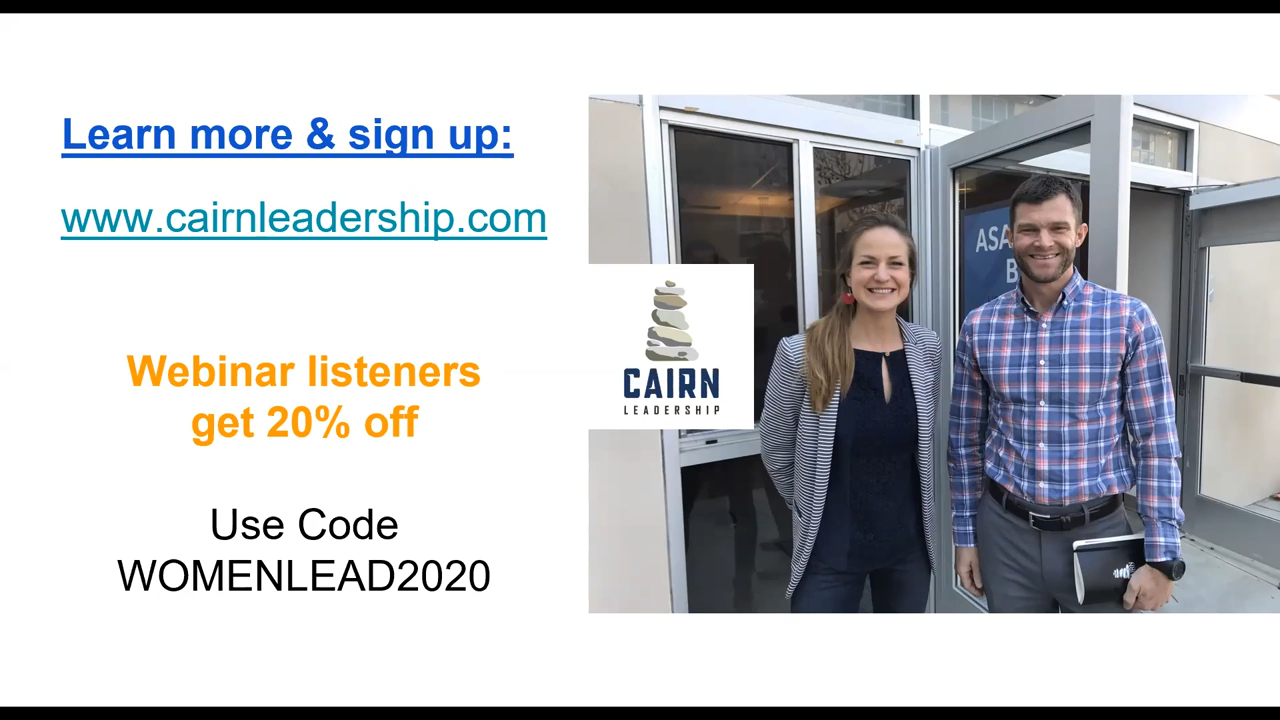 Learn more & sign up:
www.cairnleadership.com
Webinar listeners
get 20% off
Use Code
WOMENLEAD2020
CAIRN
LEADERSHIP